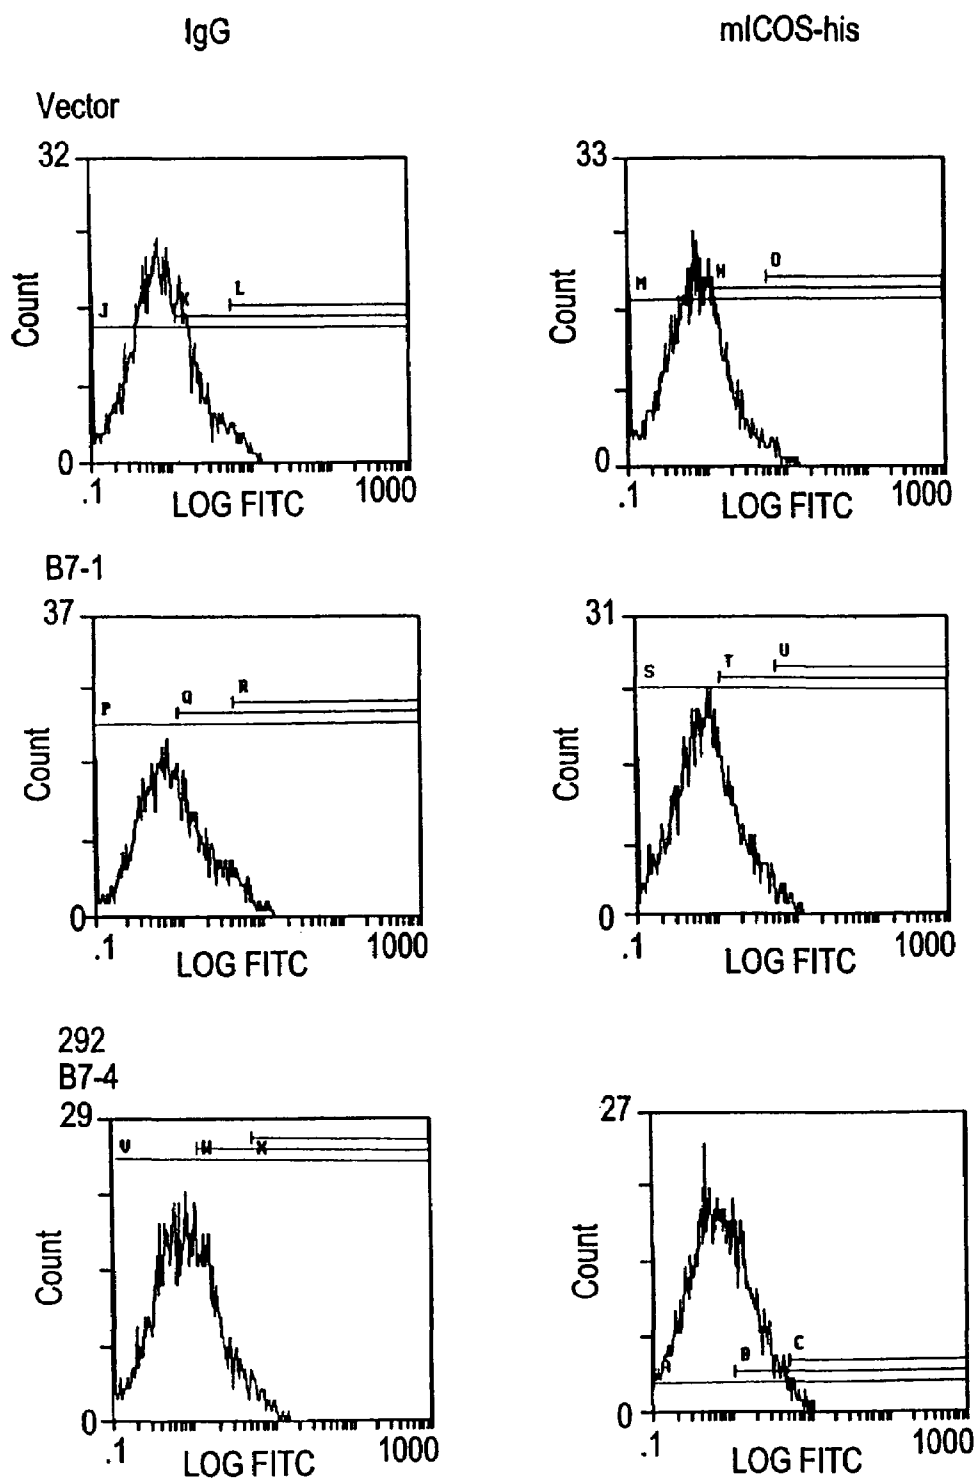 IgG mICOS-his
Vector
32 33
Count L J K Count O N M
0 0
.1 1000 .1 1000
LOG FITC LOG FITC
B7-1
37 31
Count R Q P Count U T S
0 0
.1 1000 .1 1000
LOG FITC LOG FITC
292
B7-4
29 27
Count V W X Count C B
0 0
.1 1000 .1 1000
LOG FITC LOG FITC